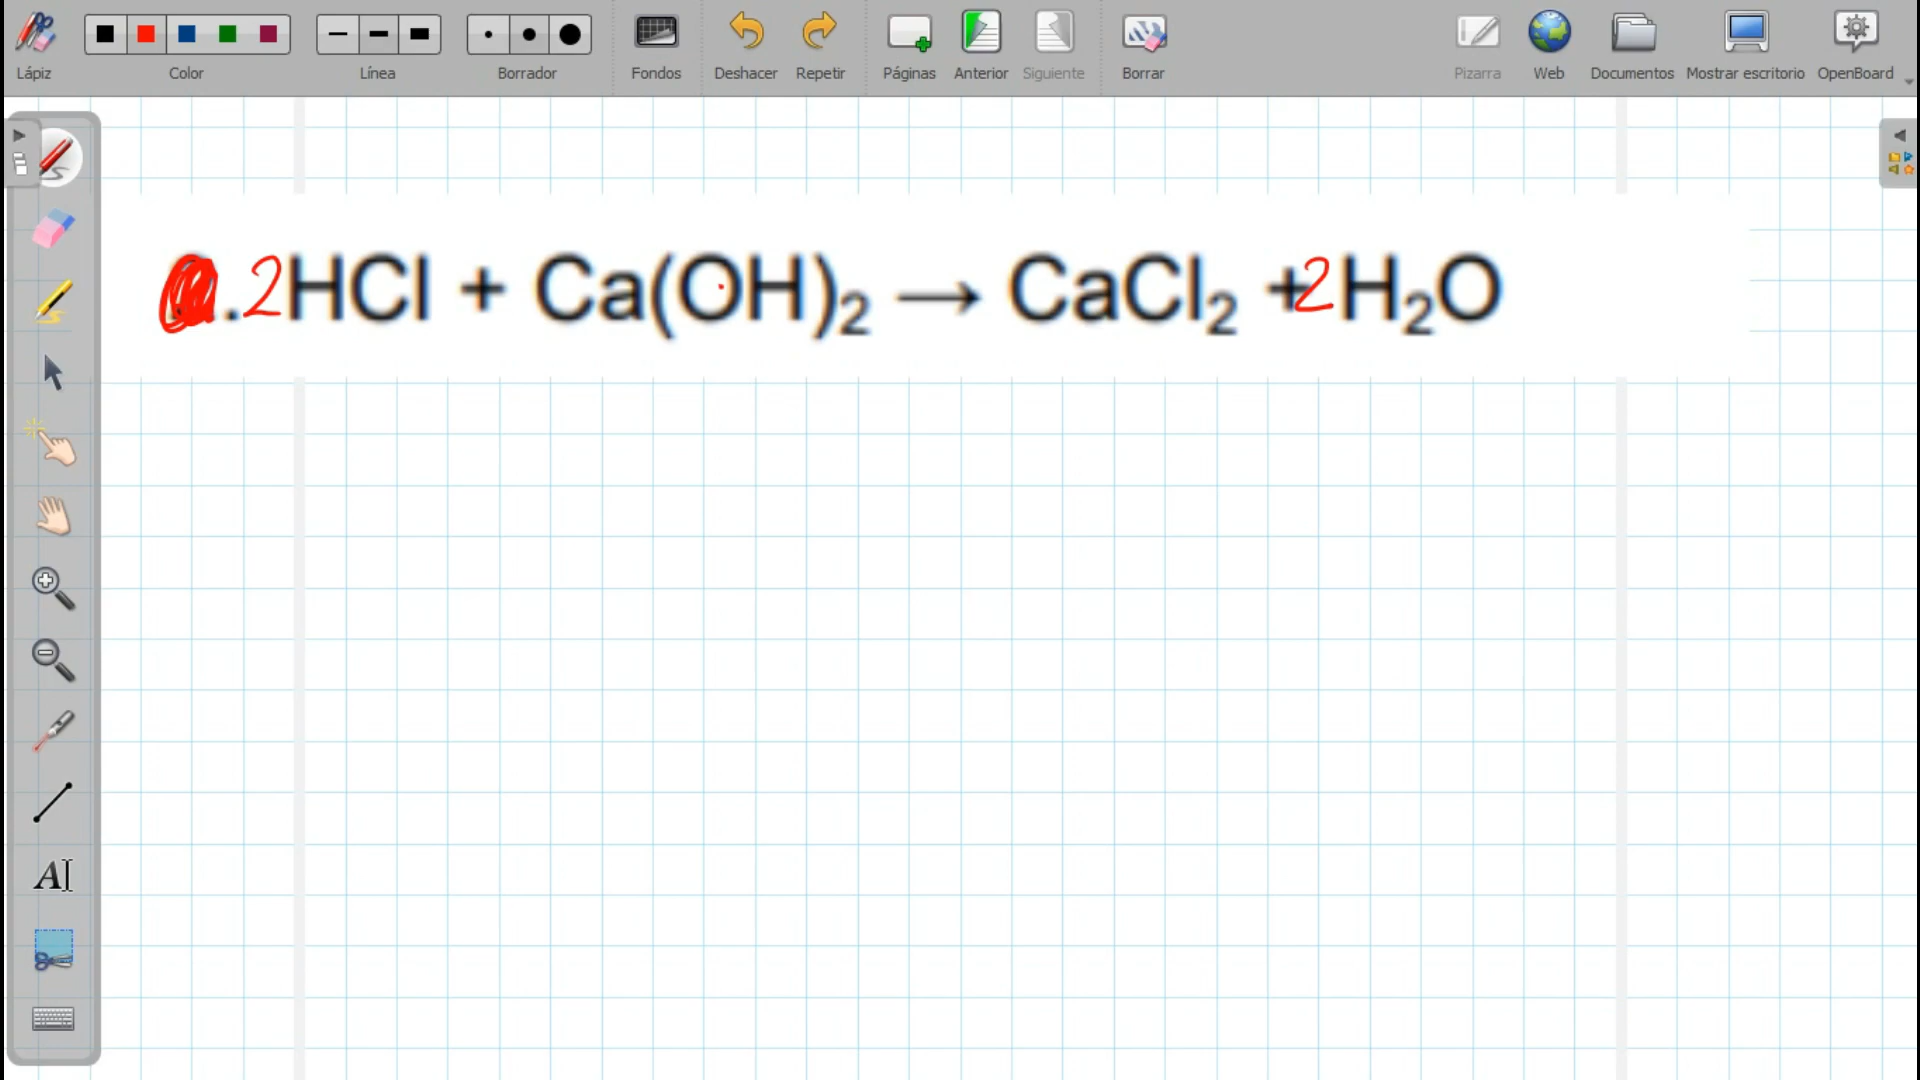 Lápiz Color Línea Borrador Fondos Deshacer Repetir Páginas Anterior Siguiente Borrar Pizarra Web Documentos Mostrar escritorio OpenBoard
.2HCl + Ca(OH)₂ → CaCl₂ +2H₂O